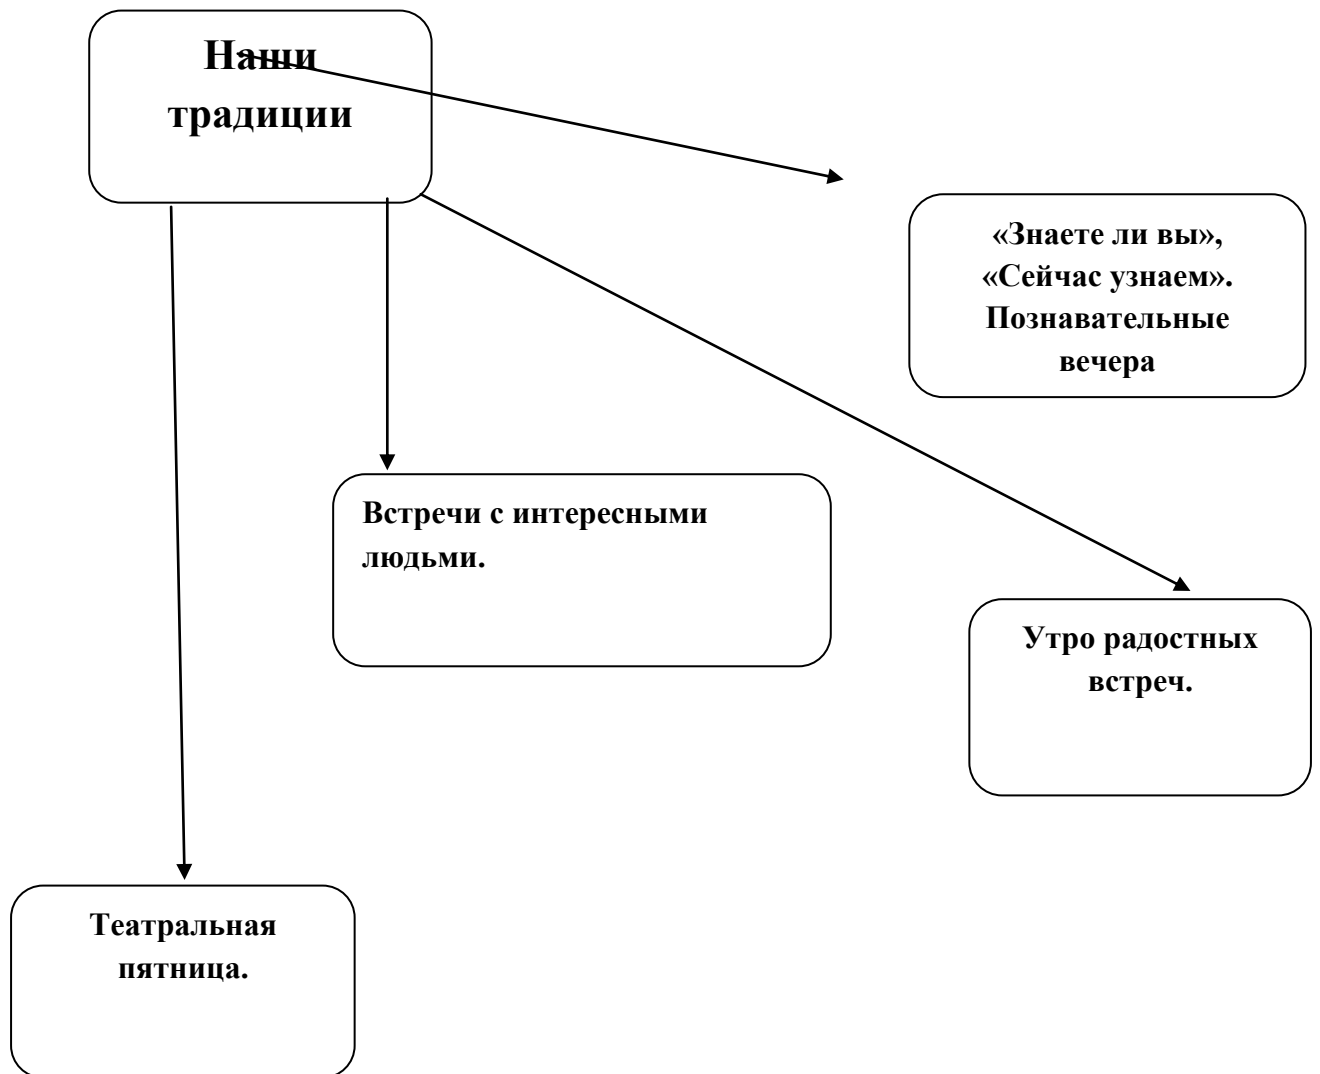 Наши
традиции
«Знаете ли вы»,
«Сейчас узнаем».
Познавательные
вечера
Встречи с интересными
людьми.
Утро радостных
встреч.
Театральная
пятница.